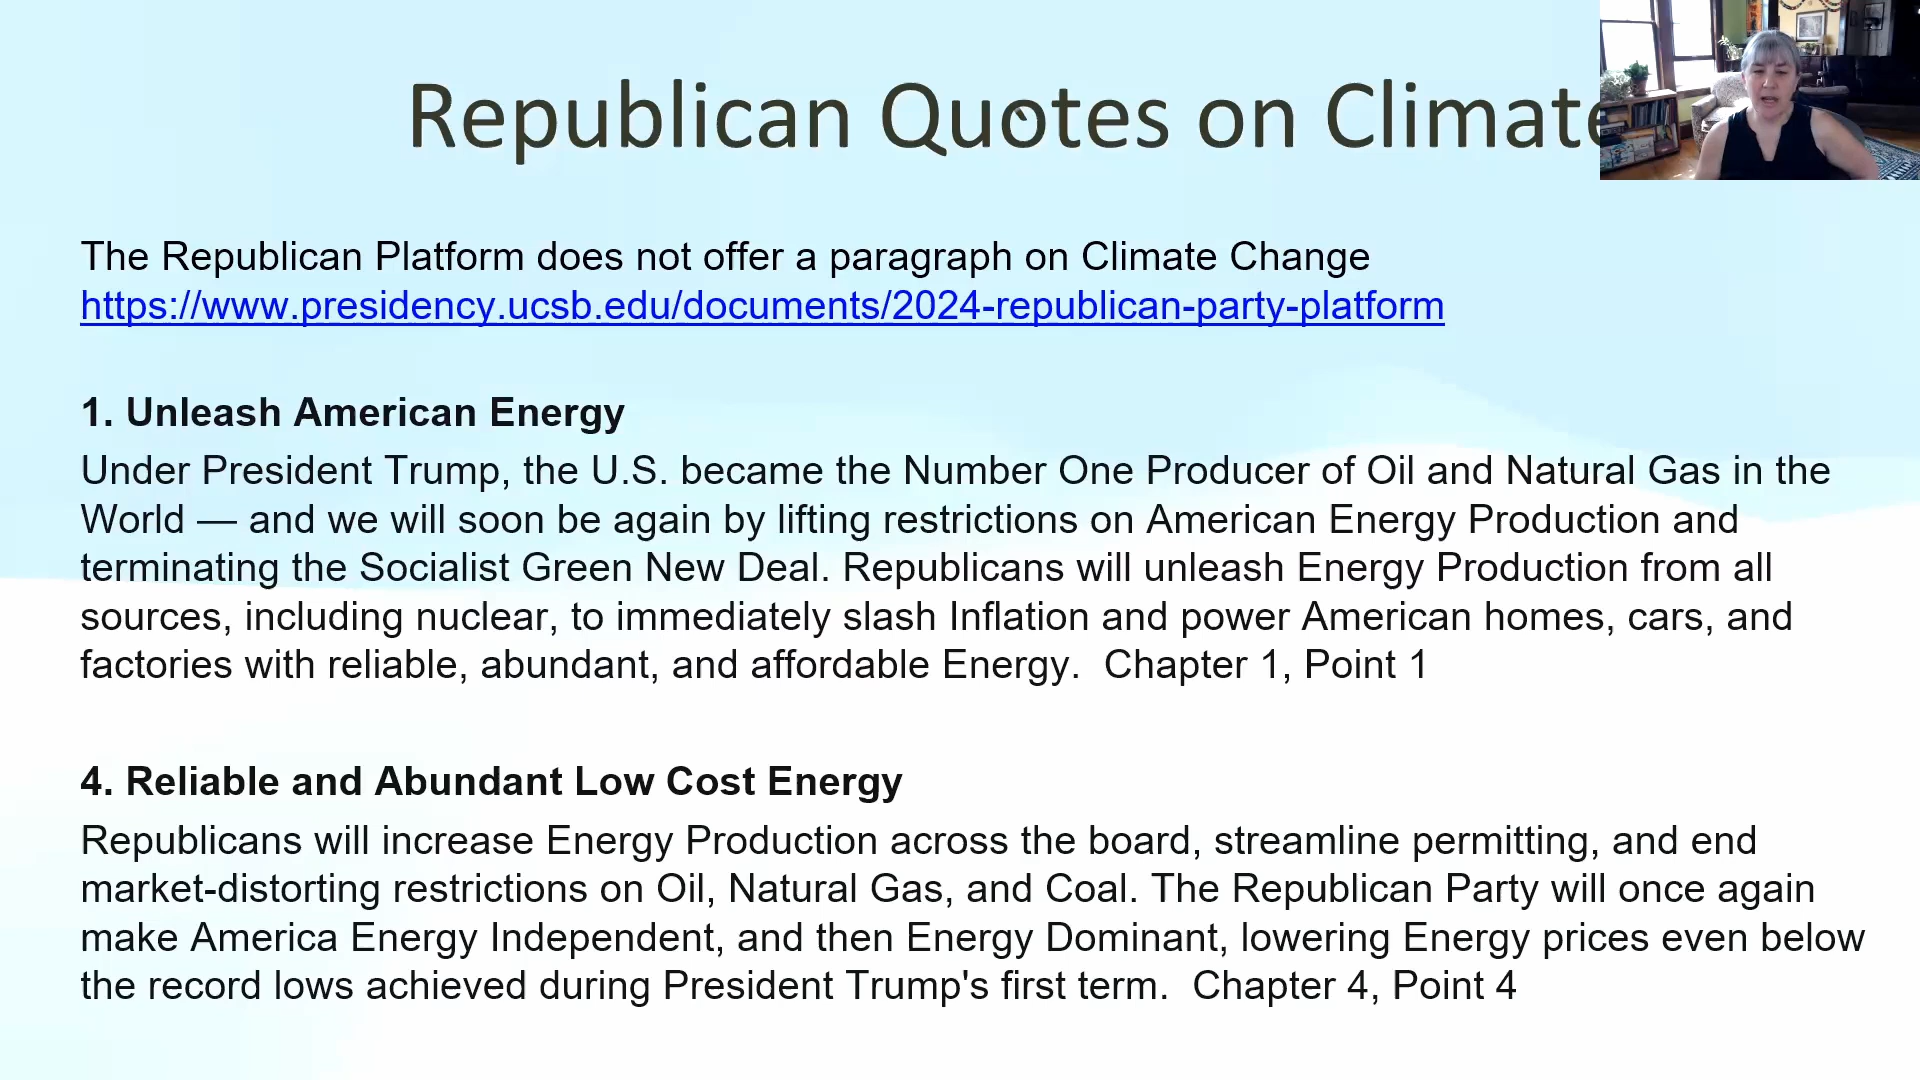 Republican Quotes on Climate
The Republican Platform does not offer a paragraph on Climate Change
https://www.presidency.ucsb.edu/documents/2024-republican-party-platform
1. Unleash American Energy
Under President Trump, the U.S. became the Number One Producer of Oil and Natural Gas in the
World — and we will soon be again by lifting restrictions on American Energy Production and
terminating the Socialist Green New Deal. Republicans will unleash Energy Production from all
sources, including nuclear, to immediately slash Inflation and power American homes, cars, and
factories with reliable, abundant, and affordable Energy.  Chapter 1, Point 1
4. Reliable and Abundant Low Cost Energy
Republicans will increase Energy Production across the board, streamline permitting, and end
market-distorting restrictions on Oil, Natural Gas, and Coal. The Republican Party will once again
make America Energy Independent, and then Energy Dominant, lowering Energy prices even below
the record lows achieved during President Trump's first term.  Chapter 4, Point 4